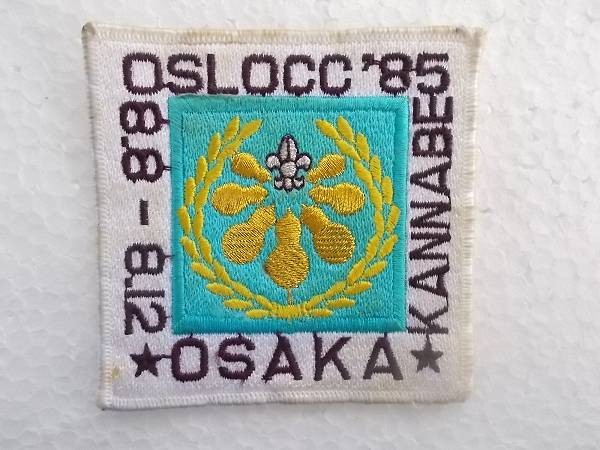 OSLOCC '85
8.8 - 8.12
KANNABE
★OSAKA★